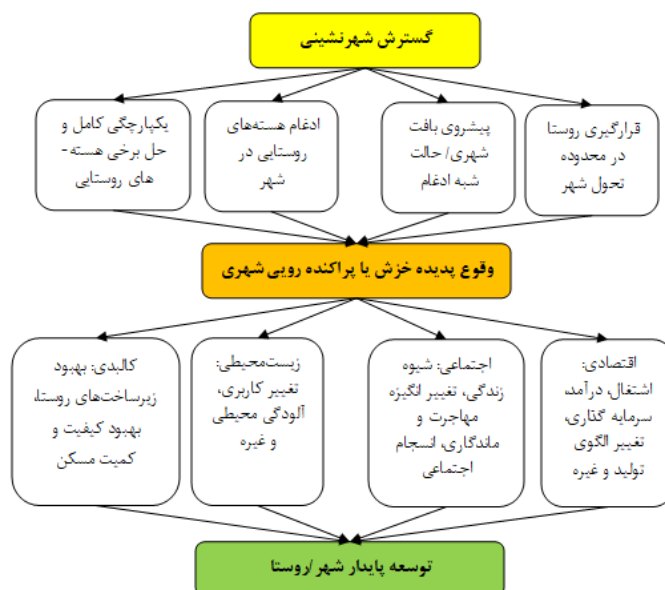 گسترش شهرنشینی
قرارگیری روستا
در محدوده
تحول شهر
پیشروی بافت
شهری/ حالت
شبه ادغام
ادغام هسته‌های
روستایی در
شهر
یکپارچگی کامل و
حل برخی هسته-
های روستایی
وقوع پدیده خزش یا پراکنده رویی شهری
اقتصادی:
اشتغال، درآمد،
سرمایه گذاری،
تغییر الگوی
تولید و غیره
اجتماعی: شیوه
زندگی، تغییر انگیزه
مهاجرت و
ماندگاری، انسجام
اجتماعی
زیست‌محیطی:
تغییر کاربری،
آلودگی محیطی
و غیره
کالبدی: بهبود
زیرساخت‌های روستا،
بهبود کیفیت و
کمیت مسکن
توسعه پایدار شهر/روستا